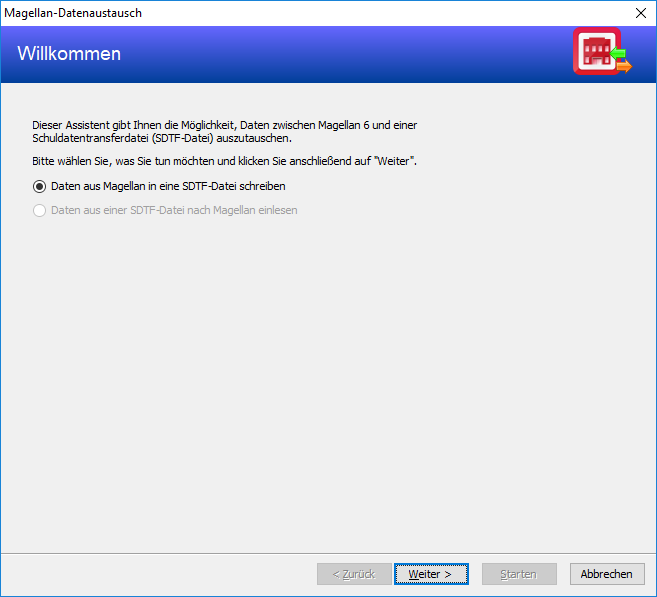 Magellan-Datenaustausch
Willkommen
Dieser Assistent gibt Ihnen die Möglichkeit, Daten zwischen Magellan 6 und einer
Schuldatentransferdatei (SDTF-Datei) auszutauschen.
Bitte wählen Sie, was Sie tun möchten und klicken Sie anschließend auf "Weiter".
Daten aus Magellan in eine SDTF-Datei schreiben
Daten aus einer SDTF-Datei nach Magellan einlesen
< Zurück Weiter > Starten Abbrechen